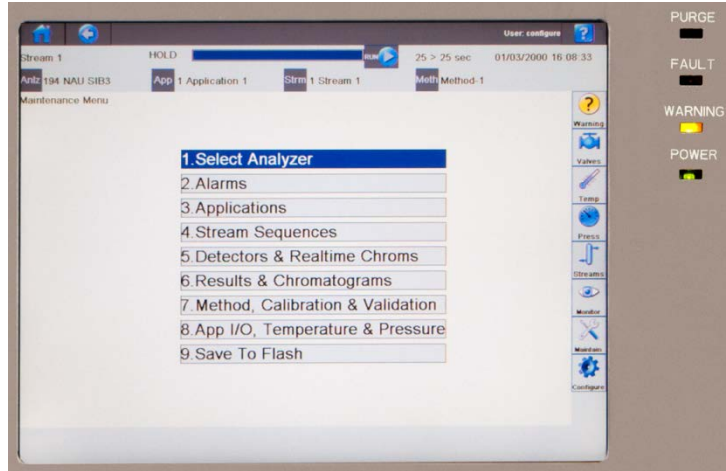 User: configure
?
Stream 1 HOLD RUN 25 > 25 sec 01/03/2000 16:08:33
Antz 194 NAU SIB3 App 1 Application 1 Strm 1 Stream 1 Meth Method-1
Maintenance Menu
1.Select Analyzer
2.Alarms
3.Applications
4.Stream Sequences
5.Detectors & Realtime Chroms
6.Results & Chromatograms
7.Method, Calibration & Validation
8.App I/O, Temperature & Pressure
9.Save To Flash
?
Warning
Valves
Temp
Press
Streams
Monitor
Maintain
Configure
PURGE
FAULT
WARNING
POWER